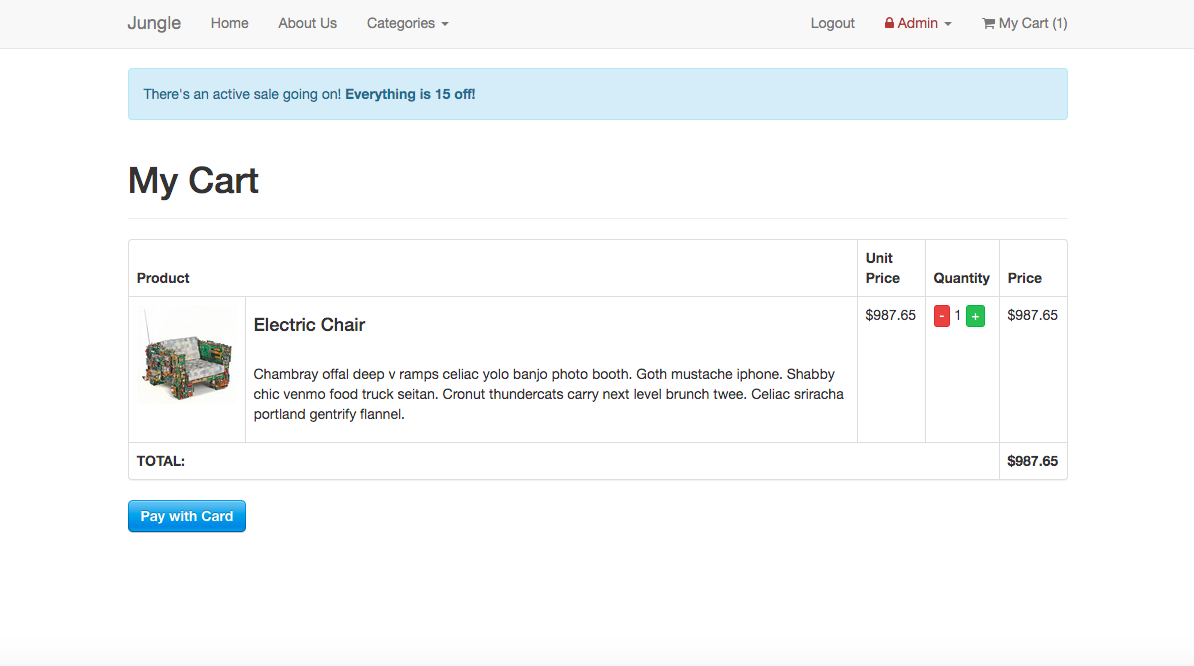 Jungle Home About Us Categories Logout Admin My Cart (1)
There's an active sale going on! Everything is 15 off!
My Cart
Product Unit Price Quantity Price
Electric Chair $987.65 - 1 + $987.65
Chambray offal deep v ramps celiac yolo banjo photo booth. Goth mustache iphone. Shabby
chic venmo food truck seitan. Cronut thundercats carry next level brunch twee. Celiac sriracha
portland gentrify flannel.
TOTAL: $987.65
Pay with Card